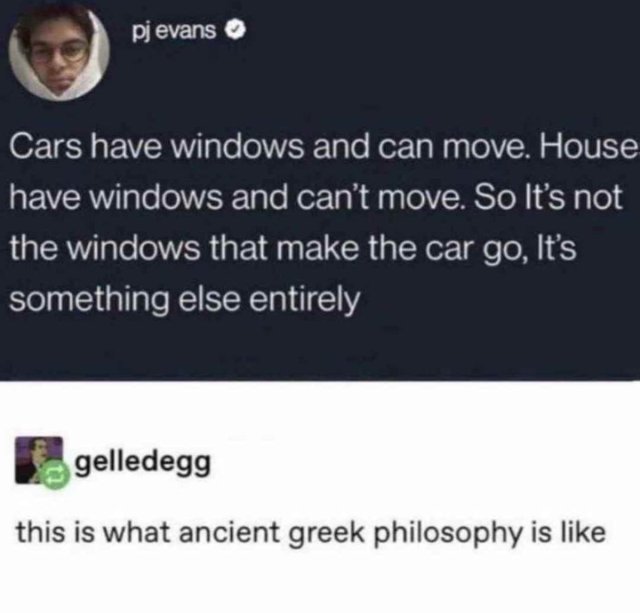 pj evans
Cars have windows and can move. House
have windows and can't move. So It's not
the windows that make the car go, It's
something else entirely
gelledegg
this is what ancient greek philosophy is like